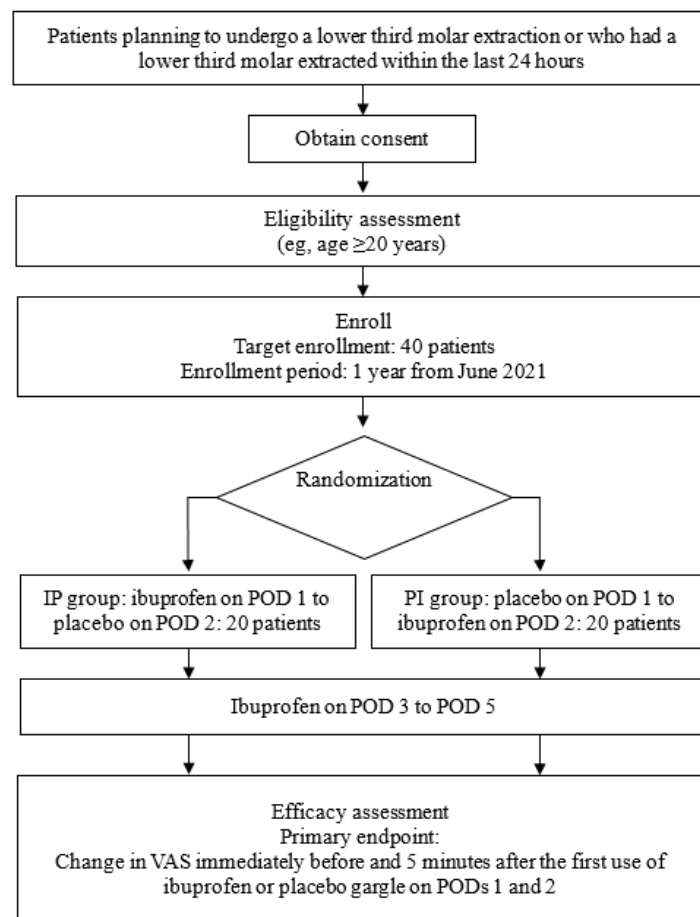 Patients planning to undergo a lower third molar extraction or who had a
lower third molar extracted within the last 24 hours
Obtain consent
Eligibility assessment
(eg, age ≥20 years)
Enroll
Target enrollment: 40 patients
Enrollment period: 1 year from June 2021
Randomization
IP group: ibuprofen on POD 1 to
placebo on POD 2: 20 patients
PI group: placebo on POD 1 to
ibuprofen on POD 2: 20 patients
Ibuprofen on POD 3 to POD 5
Efficacy assessment
Primary endpoint:
Change in VAS immediately before and 5 minutes after the first use of
ibuprofen or placebo gargle on PODs 1 and 2